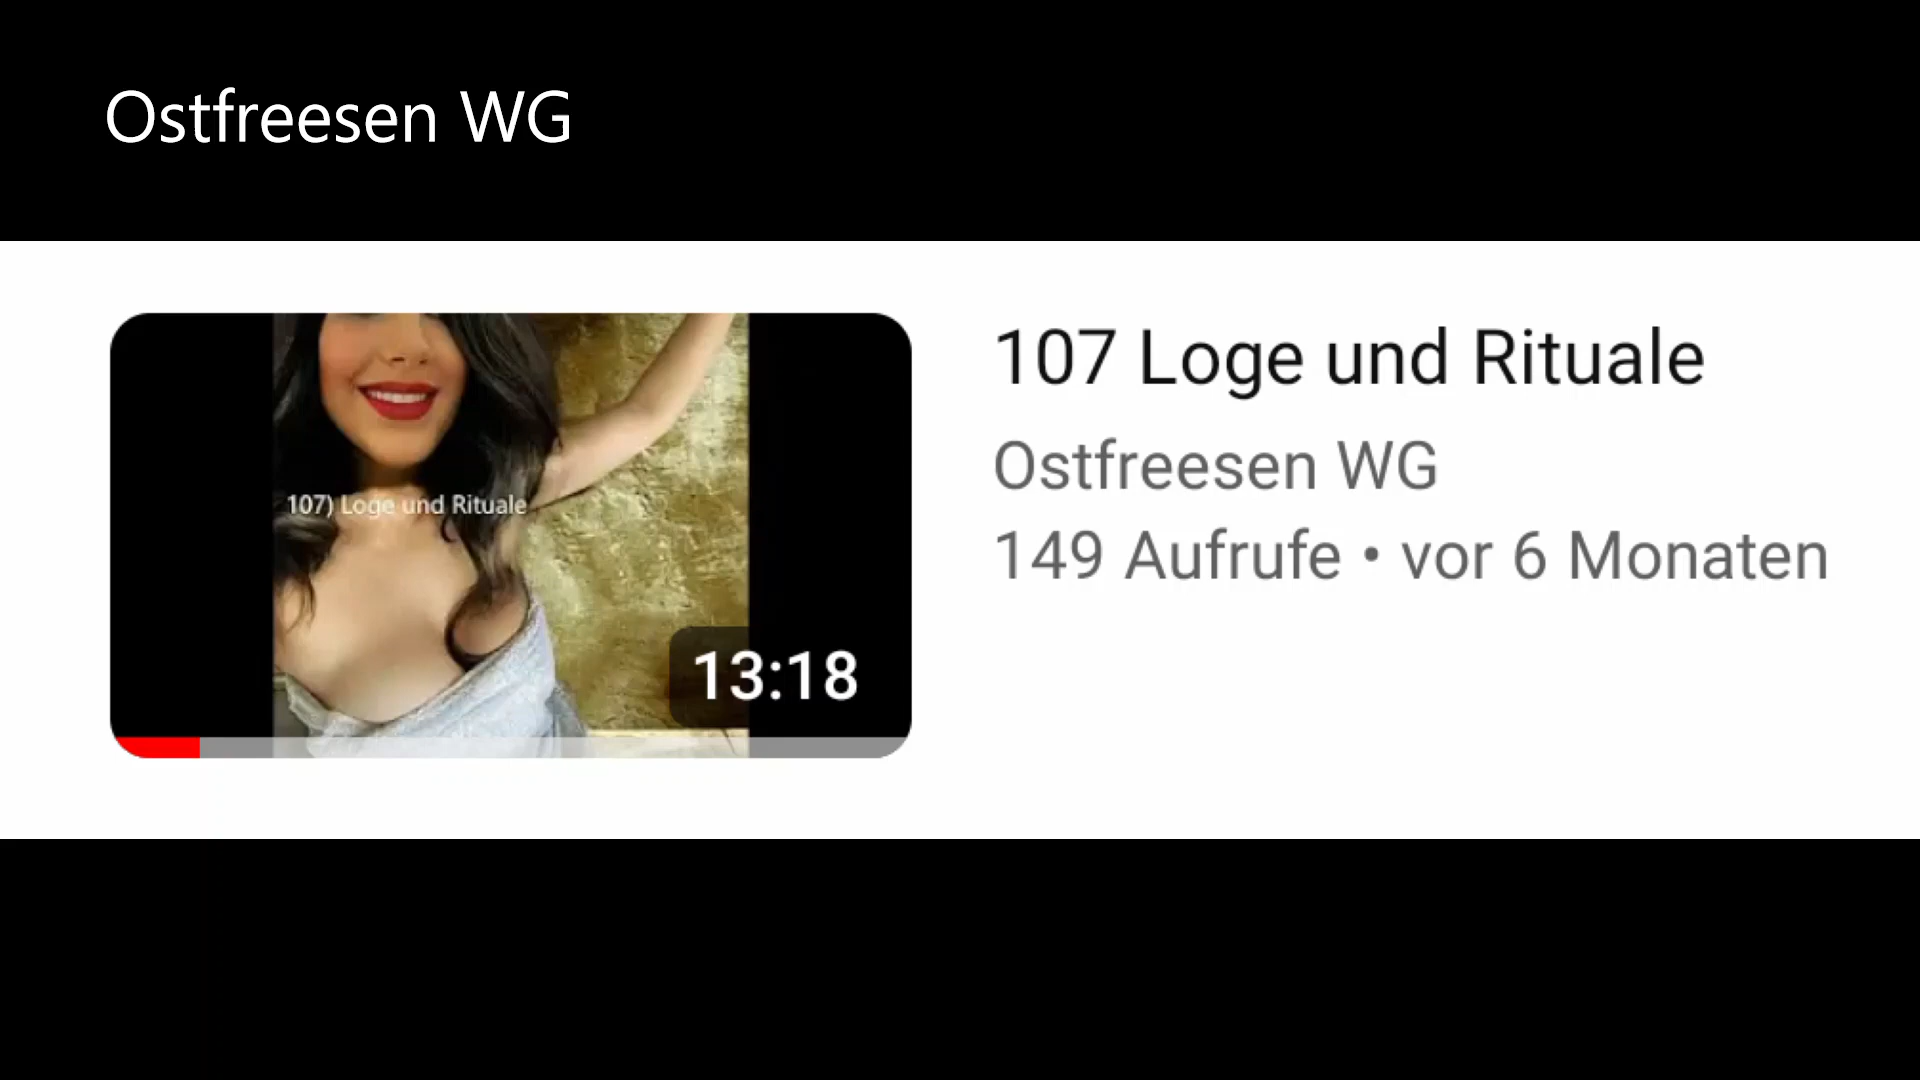 Ostfreesen WG
107 Loge und Rituale
Ostfreesen WG
149 Aufrufe • vor 6 Monaten
107) Loge und Rituale
13:18